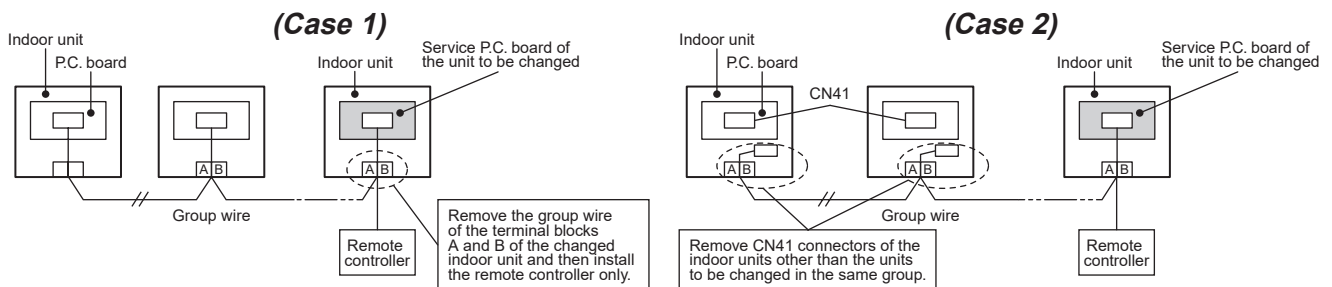 (Case 1)
Indoor unit
P.C. board
Indoor unit
Service P.C. board of
the unit to be changed
A B
A B
Group wire
Remote
controller
Remove the group wire
of the terminal blocks
A and B of the changed
indoor unit and then install
the remote controller only.
(Case 2)
Indoor unit
P.C. board
CN41
Indoor unit
Service P.C. board of
the unit to be changed
A B
A B
A B
Group wire
Remove CN41 connectors of the
indoor units other than the units
to be changed in the same group.
Remote
controller